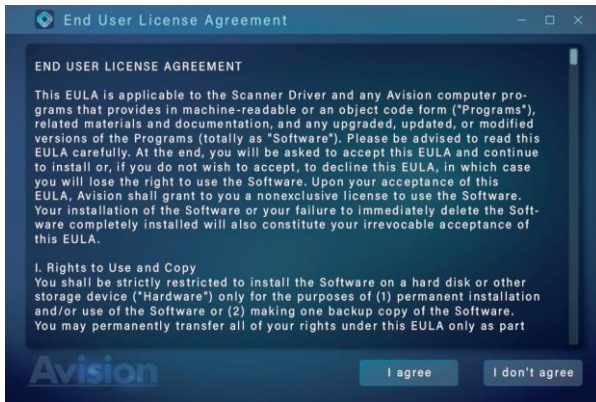 End User License Agreement
END USER LICENSE AGREEMENT
This EULA is applicable to the Scanner Driver and any Avision computer pro-
grams that provides in machine-readable or an object code form ("Programs"),
related materials and documentation, and any upgraded, updated, or modified
versions of the Programs (totally as "Software"). Please be advised to read this
EULA carefully. At the end, you will be asked to accept this EULA and continue
to install or, if you do not wish to accept, to decline this EULA, in which case
you will lose the right to use the Software. Upon your acceptance of this
EULA, Avision shall grant to you a nonexclusive license to use the Software.
Your installation of the Software or your failure to immediately delete the Soft-
ware completely installed will also constitute your irrevocable acceptance of
this EULA.
I. Rights to Use and Copy
You shall be strictly restricted to install the Software on a hard disk or other
storage device ("Hardware") only for the purposes of (1) permanent installation
and/or use of the Software or (2) making one backup copy of the Software.
You may permanently transfer all of your rights under this EULA only as part
Avision
I agree
I don't agree